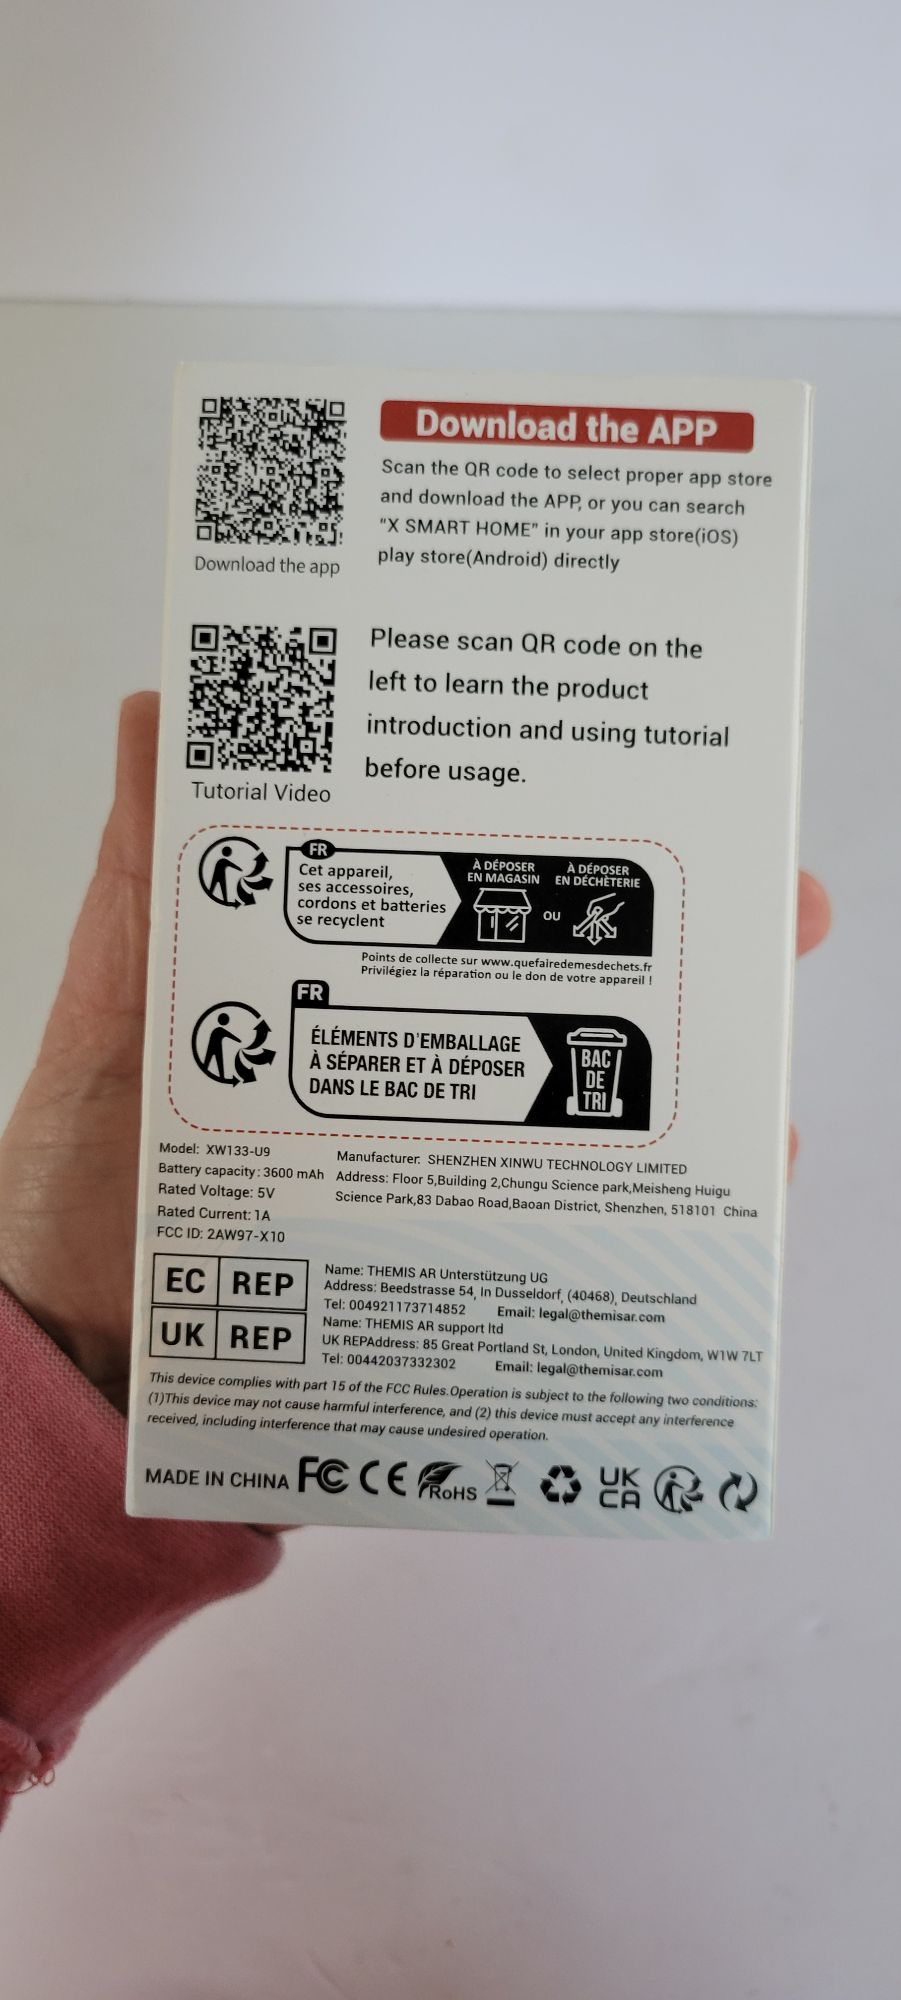 Download the APP
Scan the QR code to select proper app store
and download the APP, or you can search
"X SMART HOME" in your app store(iOS)
play store(Android) directly
Download the app
Please scan QR code on the
left to learn the product
introduction and using tutorial
before usage.
Tutorial Video
FR
Cet appareil,
ses accessoires,
cordons et batteries
se recyclent
À DÉPOSER
EN MAGASIN
OU
À DÉPOSER
EN DÉCHÈTERIE
Points de collecte sur www.quefairedemesdechets.fr
Privilégiez la réparation ou le don de votre appareil !
FR
ÉLÉMENTS D'EMBALLAGE
À SÉPARER ET À DÉPOSER
DANS LE BAC DE TRI
BAC
DE
TRI
Model: XW133-U9
Battery capacity: 3600 mAh
Rated Voltage: 5V
Rated Current: 1A
FCC ID: 2AW97-X10
Manufacturer: SHENZHEN XINWU TECHNOLOGY LIMITED
Address: Floor 5,Building 2,Chungu Science park,Meisheng Huigu
Science Park,83 Dabao Road,Baoan District, Shenzhen, 518101 China
EC REP
Name: THEMIS AR Unterstützung UG
Address: Beedstrasse 54, In Dusseldorf, (40468), Deutschland
Tel: 004921173714852 Email: legal@themisar.com
UK REP
Name: THEMIS AR support ltd
UK REPAddress: 85 Great Portland St, London, United Kingdom, W1W 7LT
Tel: 00442037332302 Email: legal@themisar.com
This device complies with part 15 of the FCC Rules.Operation is subject to the following two conditions:
(1)This device may not cause harmful interference, and (2) this device must accept any interference
received, including interference that may cause undesired operation.
MADE IN CHINA FC CE RoHS UK
CA